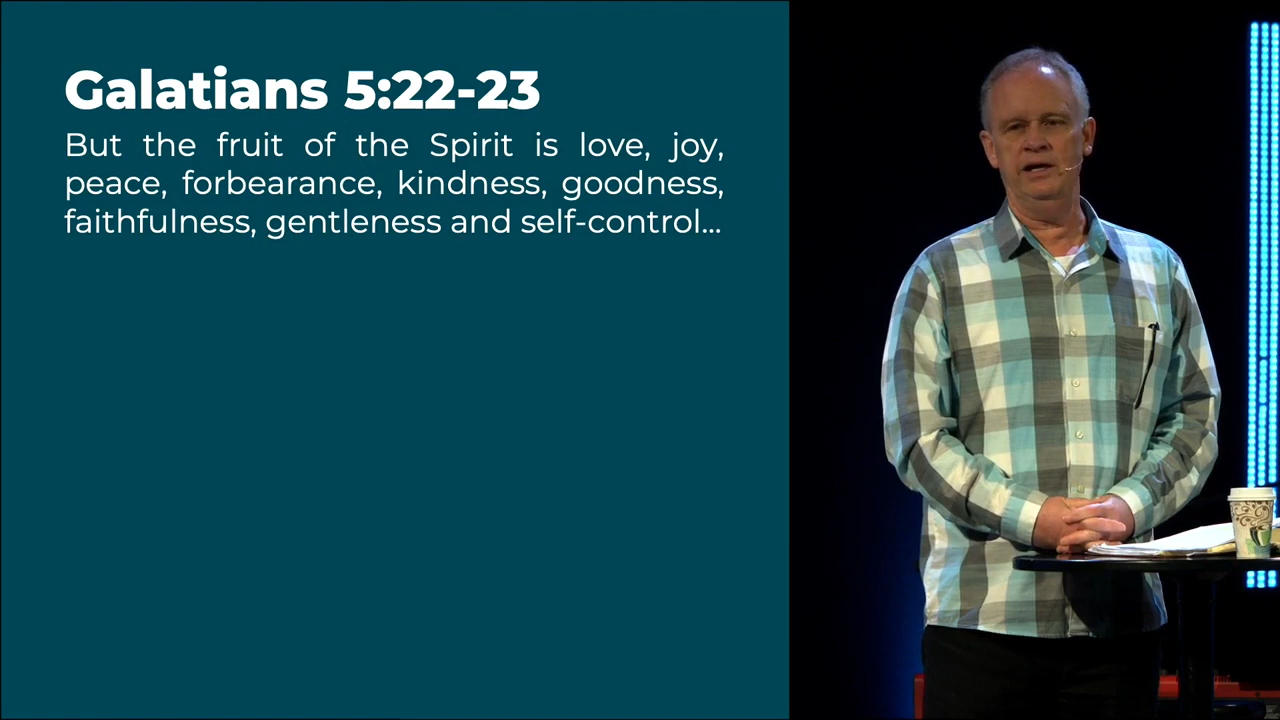 Galatians 5:22-23
But the fruit of the Spirit is love, joy,
peace, forbearance, kindness, goodness,
faithfulness, gentleness and self-control...